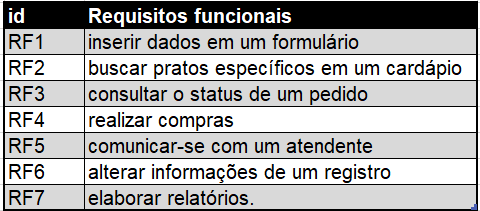 id Requisitos funcionais
RF1 inserir dados em um formulário
RF2 buscar pratos específicos em um cardápio
RF3 consultar o status de um pedido
RF4 realizar compras
RF5 comunicar-se com um atendente
RF6 alterar informações de um registro
RF7 elaborar relatórios.